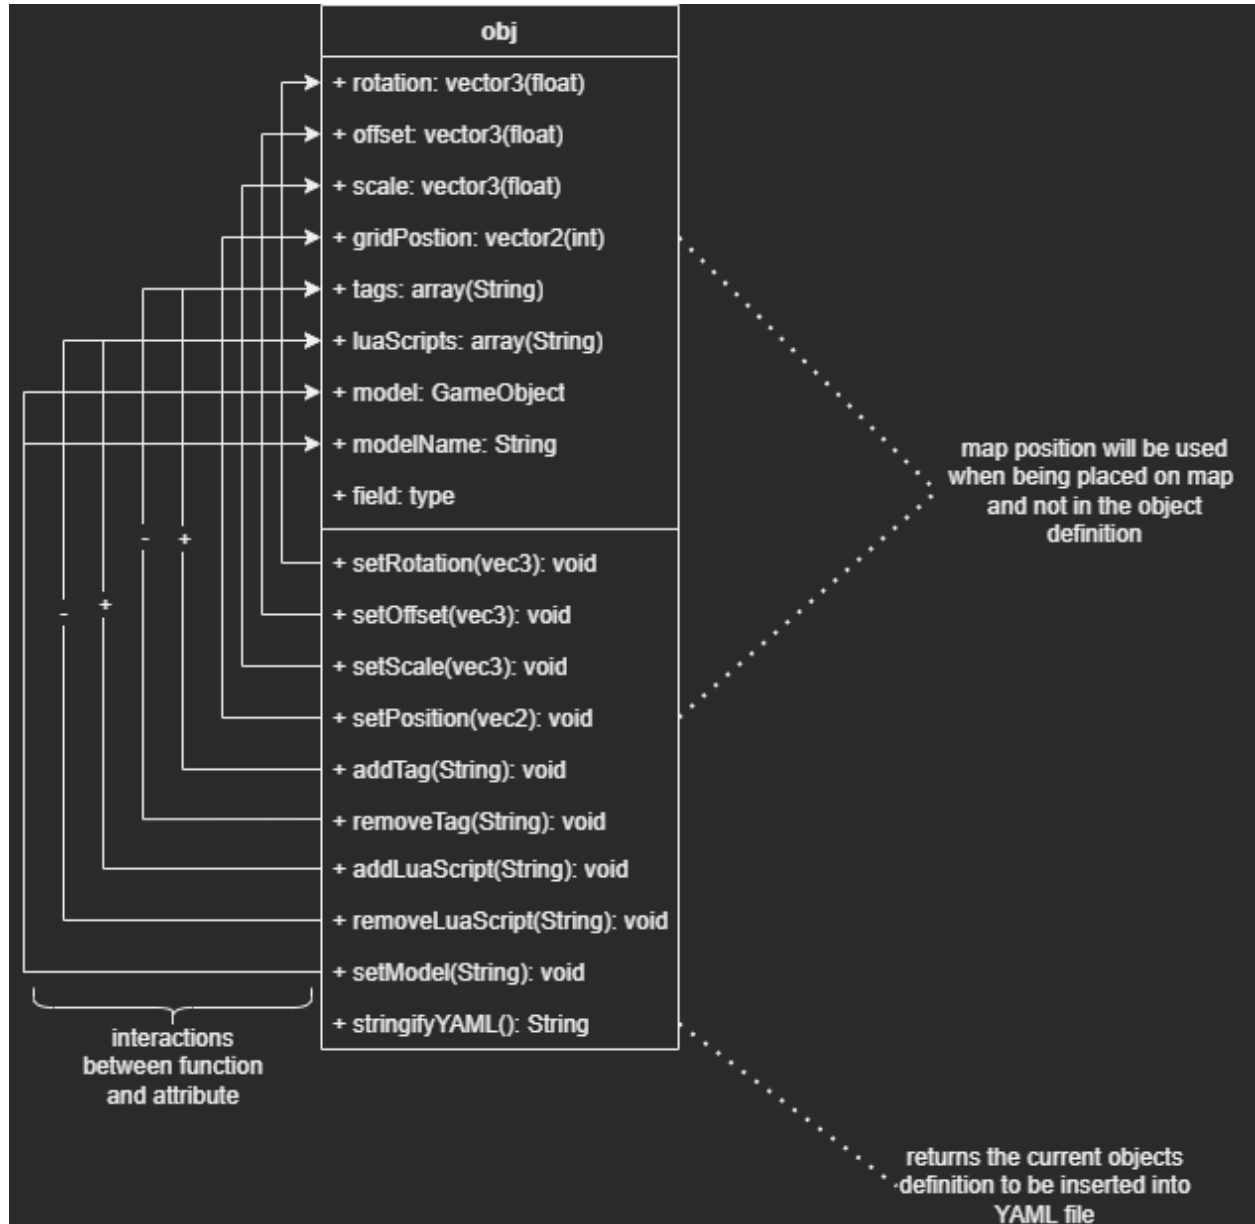 obj
+ rotation: vector3(float)
+ offset: vector3(float)
+ scale: vector3(float)
+ gridPostion: vector2(int)
+ tags: array(String)
+ luaScripts: array(String)
+ model: GameObject
+ modelName: String
+ field: type
+ setRotation(vec3): void
+ setOffset(vec3): void
+ setScale(vec3): void
+ setPosition(vec2): void
+ addTag(String): void
+ removeTag(String): void
+ addLuaScript(String): void
+ removeLuaScript(String): void
+ setModel(String): void
+ stringifyYAML(): String
- +
- +
interactions
between function
and attribute
map position will be used
when being placed on map
and not in the object
definition
returns the current objects
definition to be inserted into
YAML file